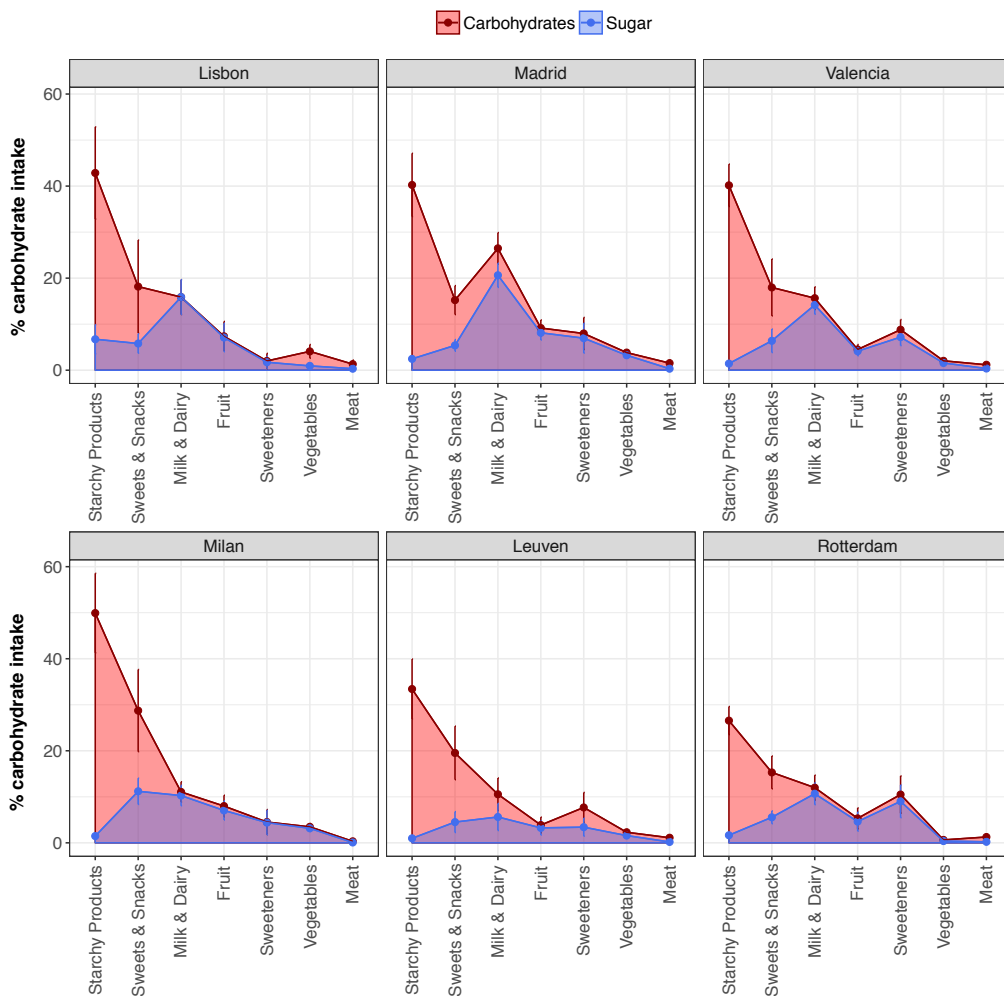 Carbohydrates Sugar
Lisbon Madrid Valencia
% carbohydrate intake
60
40
20
0
Starchy Products Sweets & Snacks Milk & Dairy Fruit Sweeteners Vegetables Meat
Starchy Products Sweets & Snacks Milk & Dairy Fruit Sweeteners Vegetables Meat
Starchy Products Sweets & Snacks Milk & Dairy Fruit Sweeteners Vegetables Meat
Milan Leuven Rotterdam
% carbohydrate intake
60
40
20
0
Starchy Products Sweets & Snacks Milk & Dairy Fruit Sweeteners Vegetables Meat
Starchy Products Sweets & Snacks Milk & Dairy Fruit Sweeteners Vegetables Meat
Starchy Products Sweets & Snacks Milk & Dairy Fruit Sweeteners Vegetables Meat